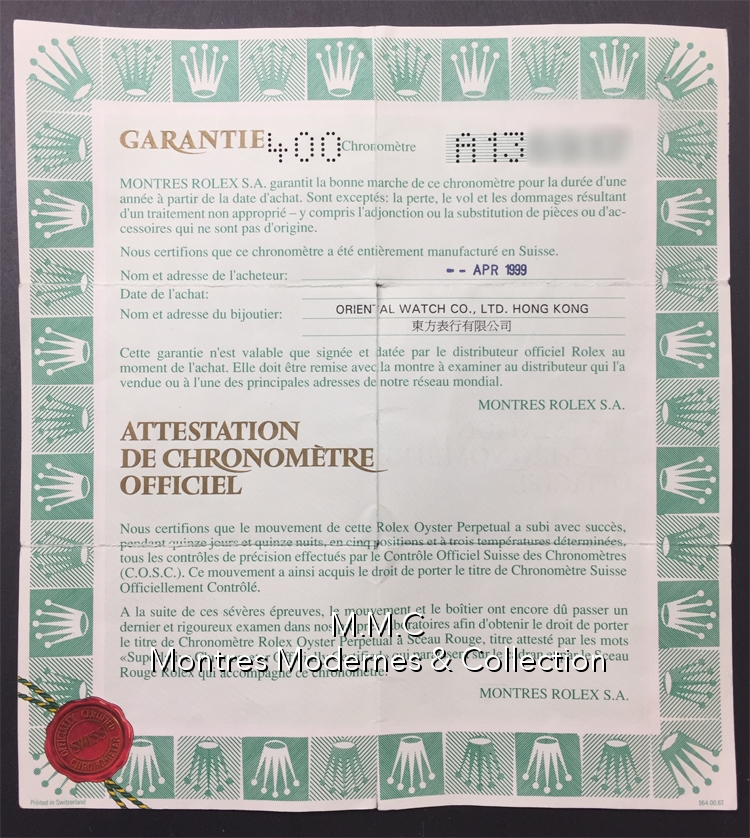 GARANTIE 400 Chronomètre A13
MONTRES ROLEX S.A. garantit la bonne marche de ce chronomètre pour la durée d'une
année à partir de la date d'achat. Sont exceptés: la perte, le vol et les dommages résultant
d'un traitement non approprié – y compris l'adjonction ou la substitution de pièces ou d'ac-
cessoires qui ne sont pas d'origine.
Nous certifions que ce chronomètre a été entièrement manufacturé en Suisse.
Nom et adresse de l'acheteur: -- APR 1999
Date de l'achat:
Nom et adresse du bijoutier: ORIENTAL WATCH CO., LTD. HONG KONG
東方表行有限公司
Cette garantie n'est valable que signée et datée par le distributeur officiel Rolex au
moment de l'achat. Elle doit être remise avec la montre à examiner au distributeur qui l'a
vendue ou à l'une des principales adresses de notre réseau mondial.
MONTRES ROLEX S.A.
ATTESTATION
DE CHRONOMÈTRE
OFFICIEL
Nous certifions que le mouvement de cette Rolex Oyster Perpetual a subi avec succès,
pendant quinze jours et quinze nuits, en cinq positions et à trois températures déterminées,
tous les contrôles de précision effectués par le Contrôle Officiel Suisse des Chronomètres
(C.O.S.C.). Ce mouvement a ainsi acquis le droit de porter le titre de Chronomètre Suisse
Officiellement Contrôlé.
A la suite de ces sévères épreuves, le mouvement et le boîtier ont encore dû passer un
dernier et rigoureux examen dans nos propres laboratoires afin d'obtenir le droit de porter
M.M.C
le titre de Chronomètre Rolex Oyster Perpetual à Sceau Rouge, titre attesté par les mots
Montres Modernes & Collection
qui paraissent sur le cadran et par le Sceau
Rouge Rolex qui accompagne ce chronomètre.
MONTRES ROLEX S.A.
OFFICIALLY CERTIFIED
SWISS
CHRONOMETER
Printed in Switzerland
564.00.67